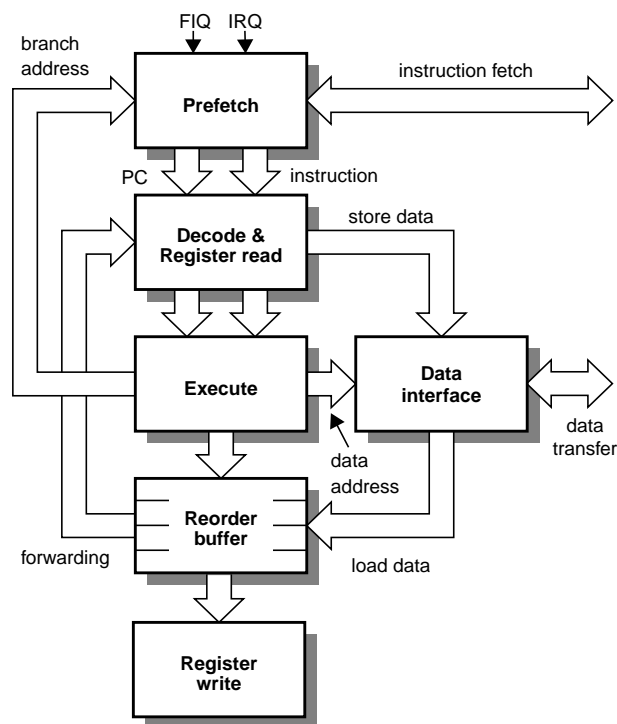 FIQ IRQ
branch
address
Prefetch
instruction fetch
PC
instruction
Decode &
Register read
store data
Execute
Data
interface
data
transfer
data
address
Reorder
buffer
forwarding
load data
Register
write